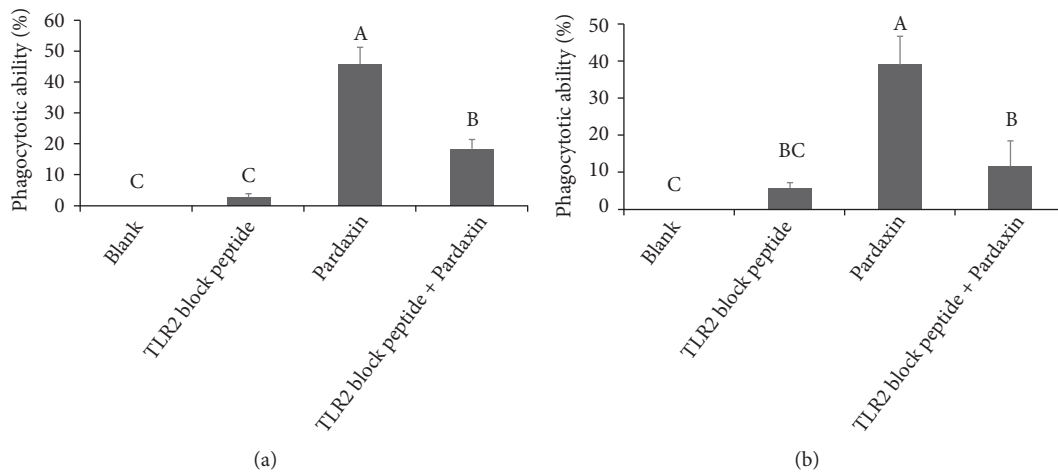 Phagocytotic ability (%)
60
50
40
30
20
10
0
C
C
A
B
Blank
TLR2 block peptide
Pardaxin
TLR2 block peptide + Pardaxin
(a)
Phagocytotic ability (%)
50
40
30
20
10
0
C
BC
A
B
Blank
TLR2 block peptide
Pardaxin
TLR2 block peptide + Pardaxin
(b)